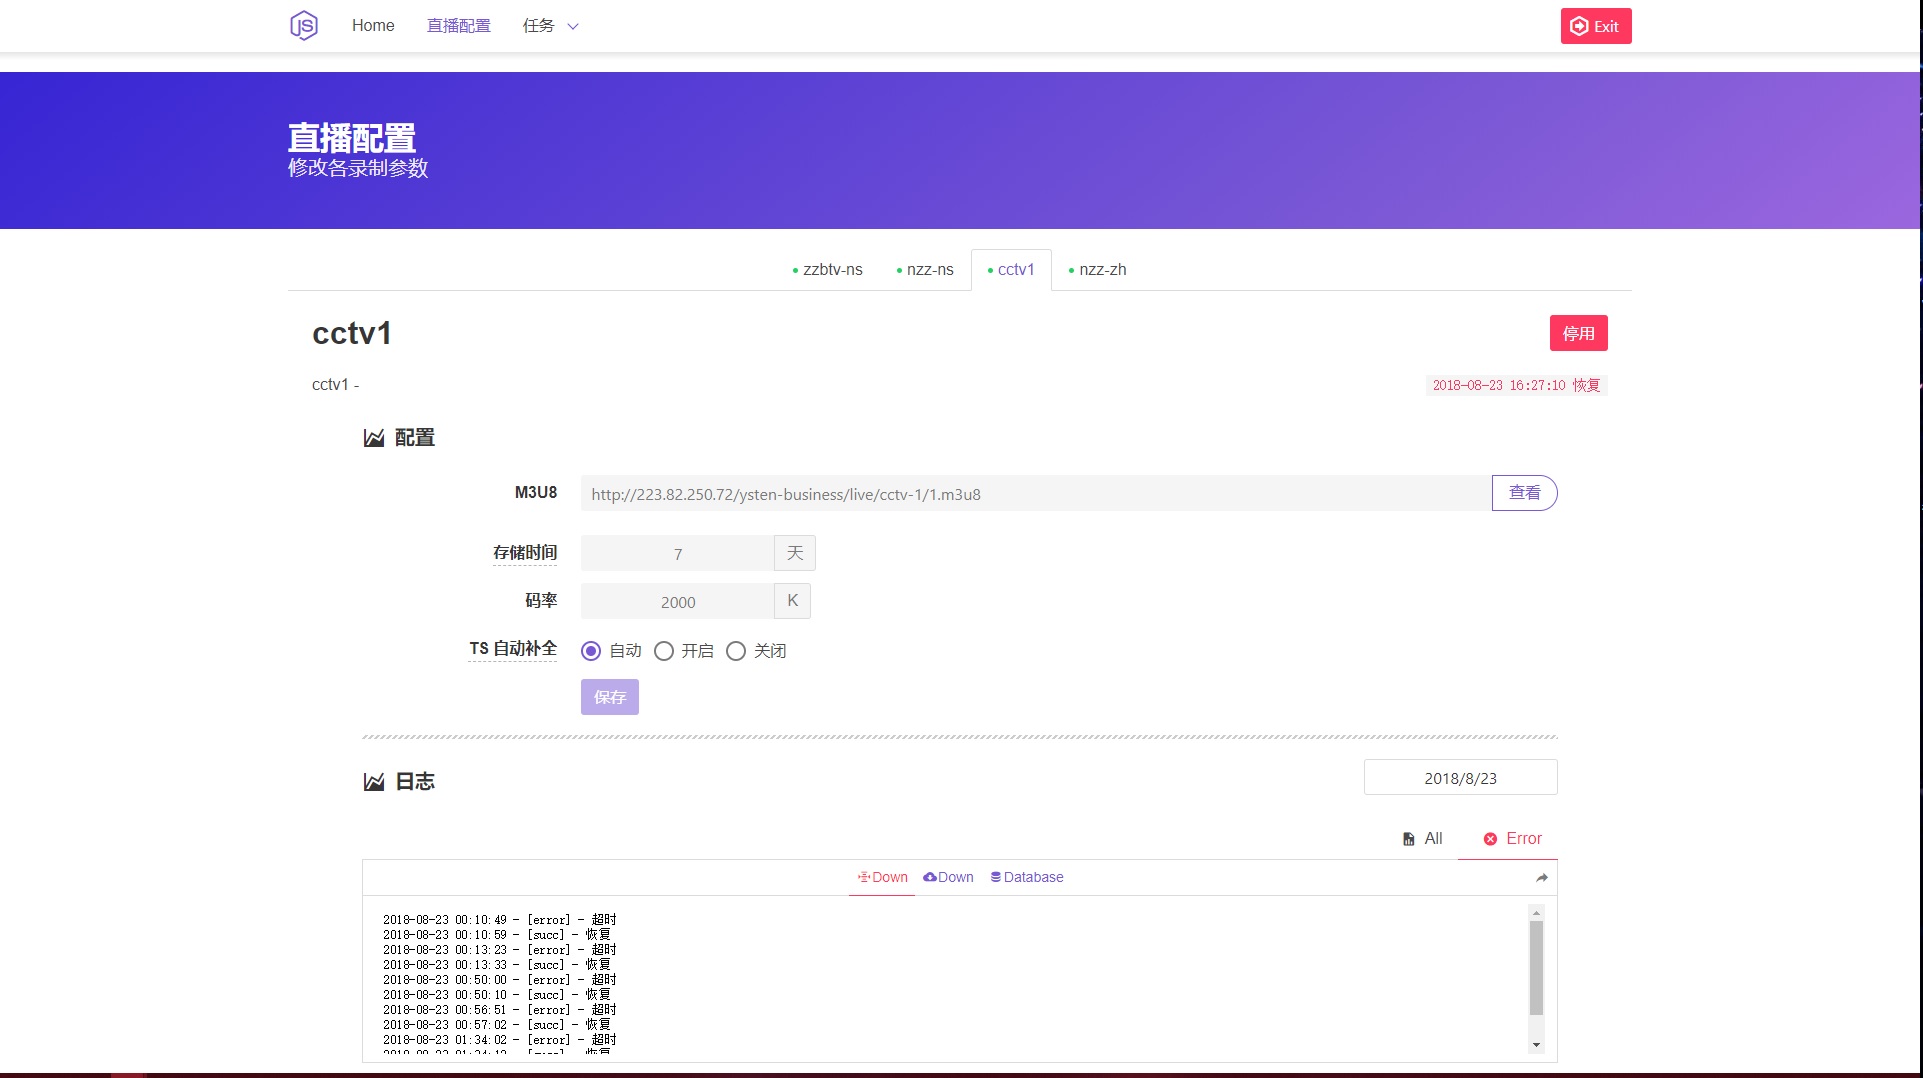 JS
Home
直播配置
任务
Exit
直播配置
修改各录制参数
zzbtv-ns
nzz-ns
cctv1
nzz-zh
cctv1
停用
cctv1 -
2018-08-23 16:27:10 恢复
配置
M3U8
http://223.82.250.72/ysten-business/live/cctv-1/1.m3u8
查看
存储时间
7
天
码率
2000
K
TS 自动补全
自动
开启
关闭
保存
日志
2018/8/23
All
Error
Down
Down
Database
2018-08-23 00:10:49 - [error] - 超时
2018-08-23 00:10:59 - [succ] - 恢复
2018-08-23 00:13:23 - [error] - 超时
2018-08-23 00:13:33 - [succ] - 恢复
2018-08-23 00:50:00 - [error] - 超时
2018-08-23 00:50:10 - [succ] - 恢复
2018-08-23 00:56:51 - [error] - 超时
2018-08-23 00:57:02 - [succ] - 恢复
2018-08-23 01:34:02 - [error] - 超时